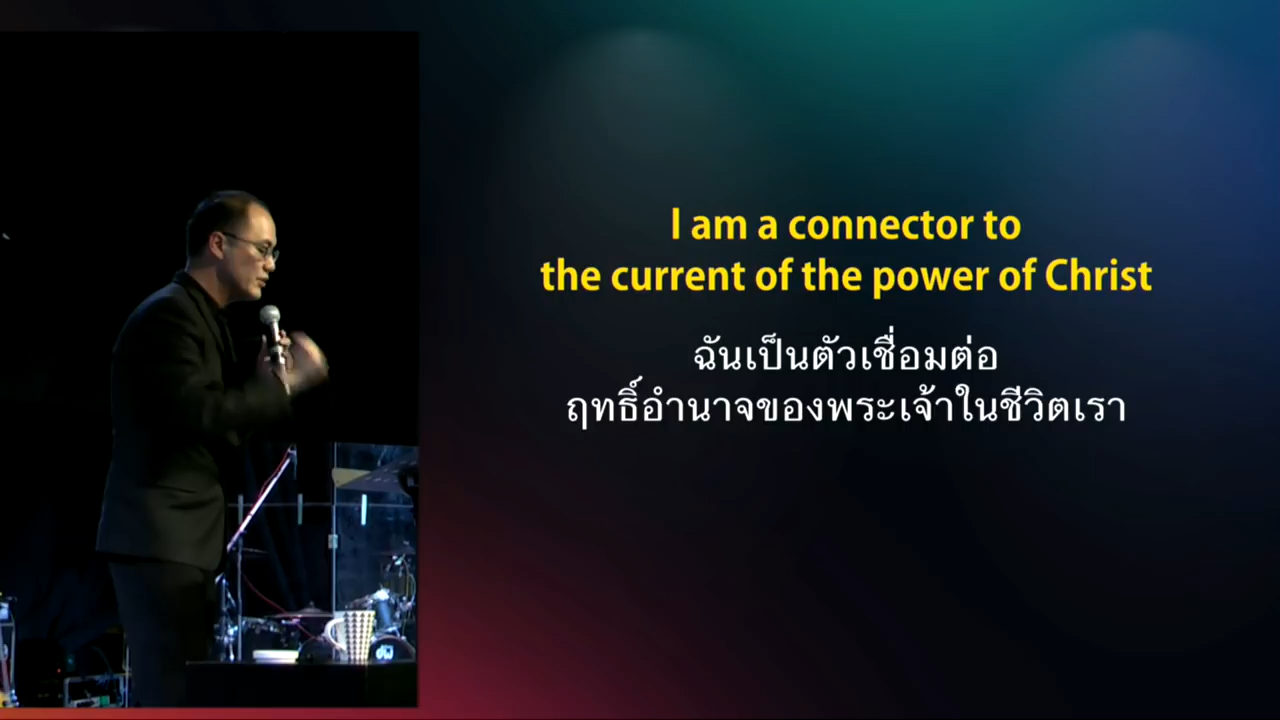 I am a connector to
the current of the power of Christ
ฉันเป็นตัวเชื่อมต่อ
ฤทธิ์อำนาจของพระเจ้าในชีวิตเรา